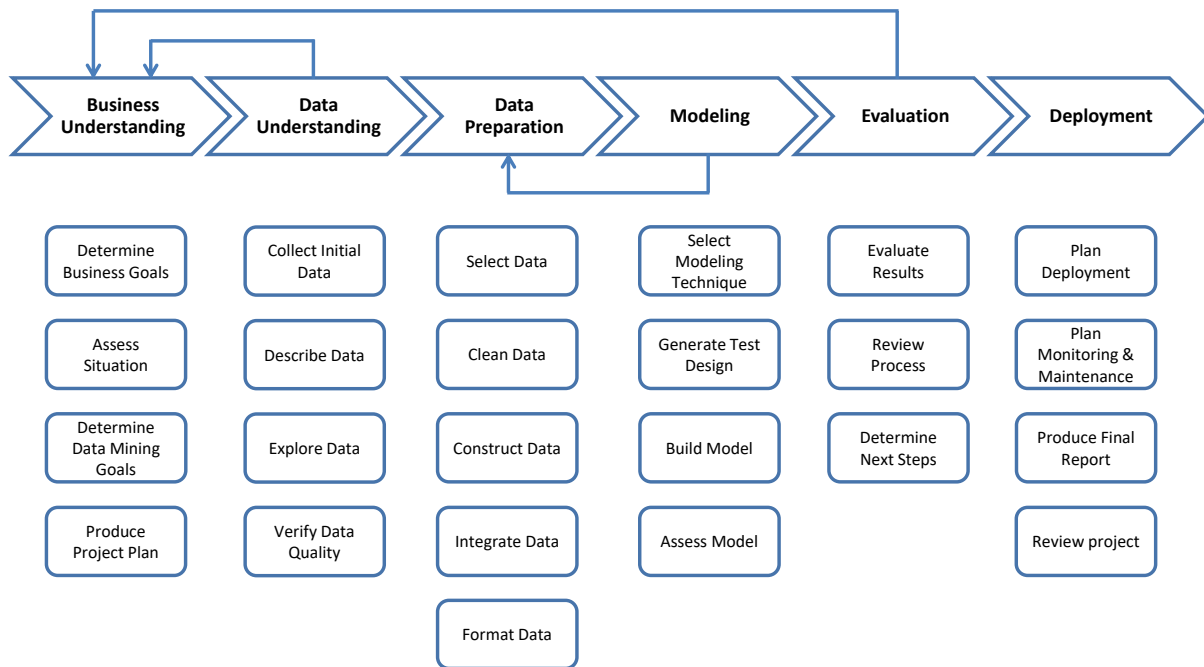 Business
Understanding
Data
Understanding
Data
Preparation
Modeling
Evaluation
Deployment
Determine
Business Goals
Assess
Situation
Determine
Data Mining
Goals
Produce
Project Plan
Collect Initial
Data
Describe Data
Explore Data
Verify Data
Quality
Select Data
Clean Data
Construct Data
Integrate Data
Format Data
Select
Modeling
Technique
Generate Test
Design
Build Model
Assess Model
Evaluate
Results
Review
Process
Determine
Next Steps
Plan
Deployment
Plan
Monitoring &
Maintenance
Produce Final
Report
Review project